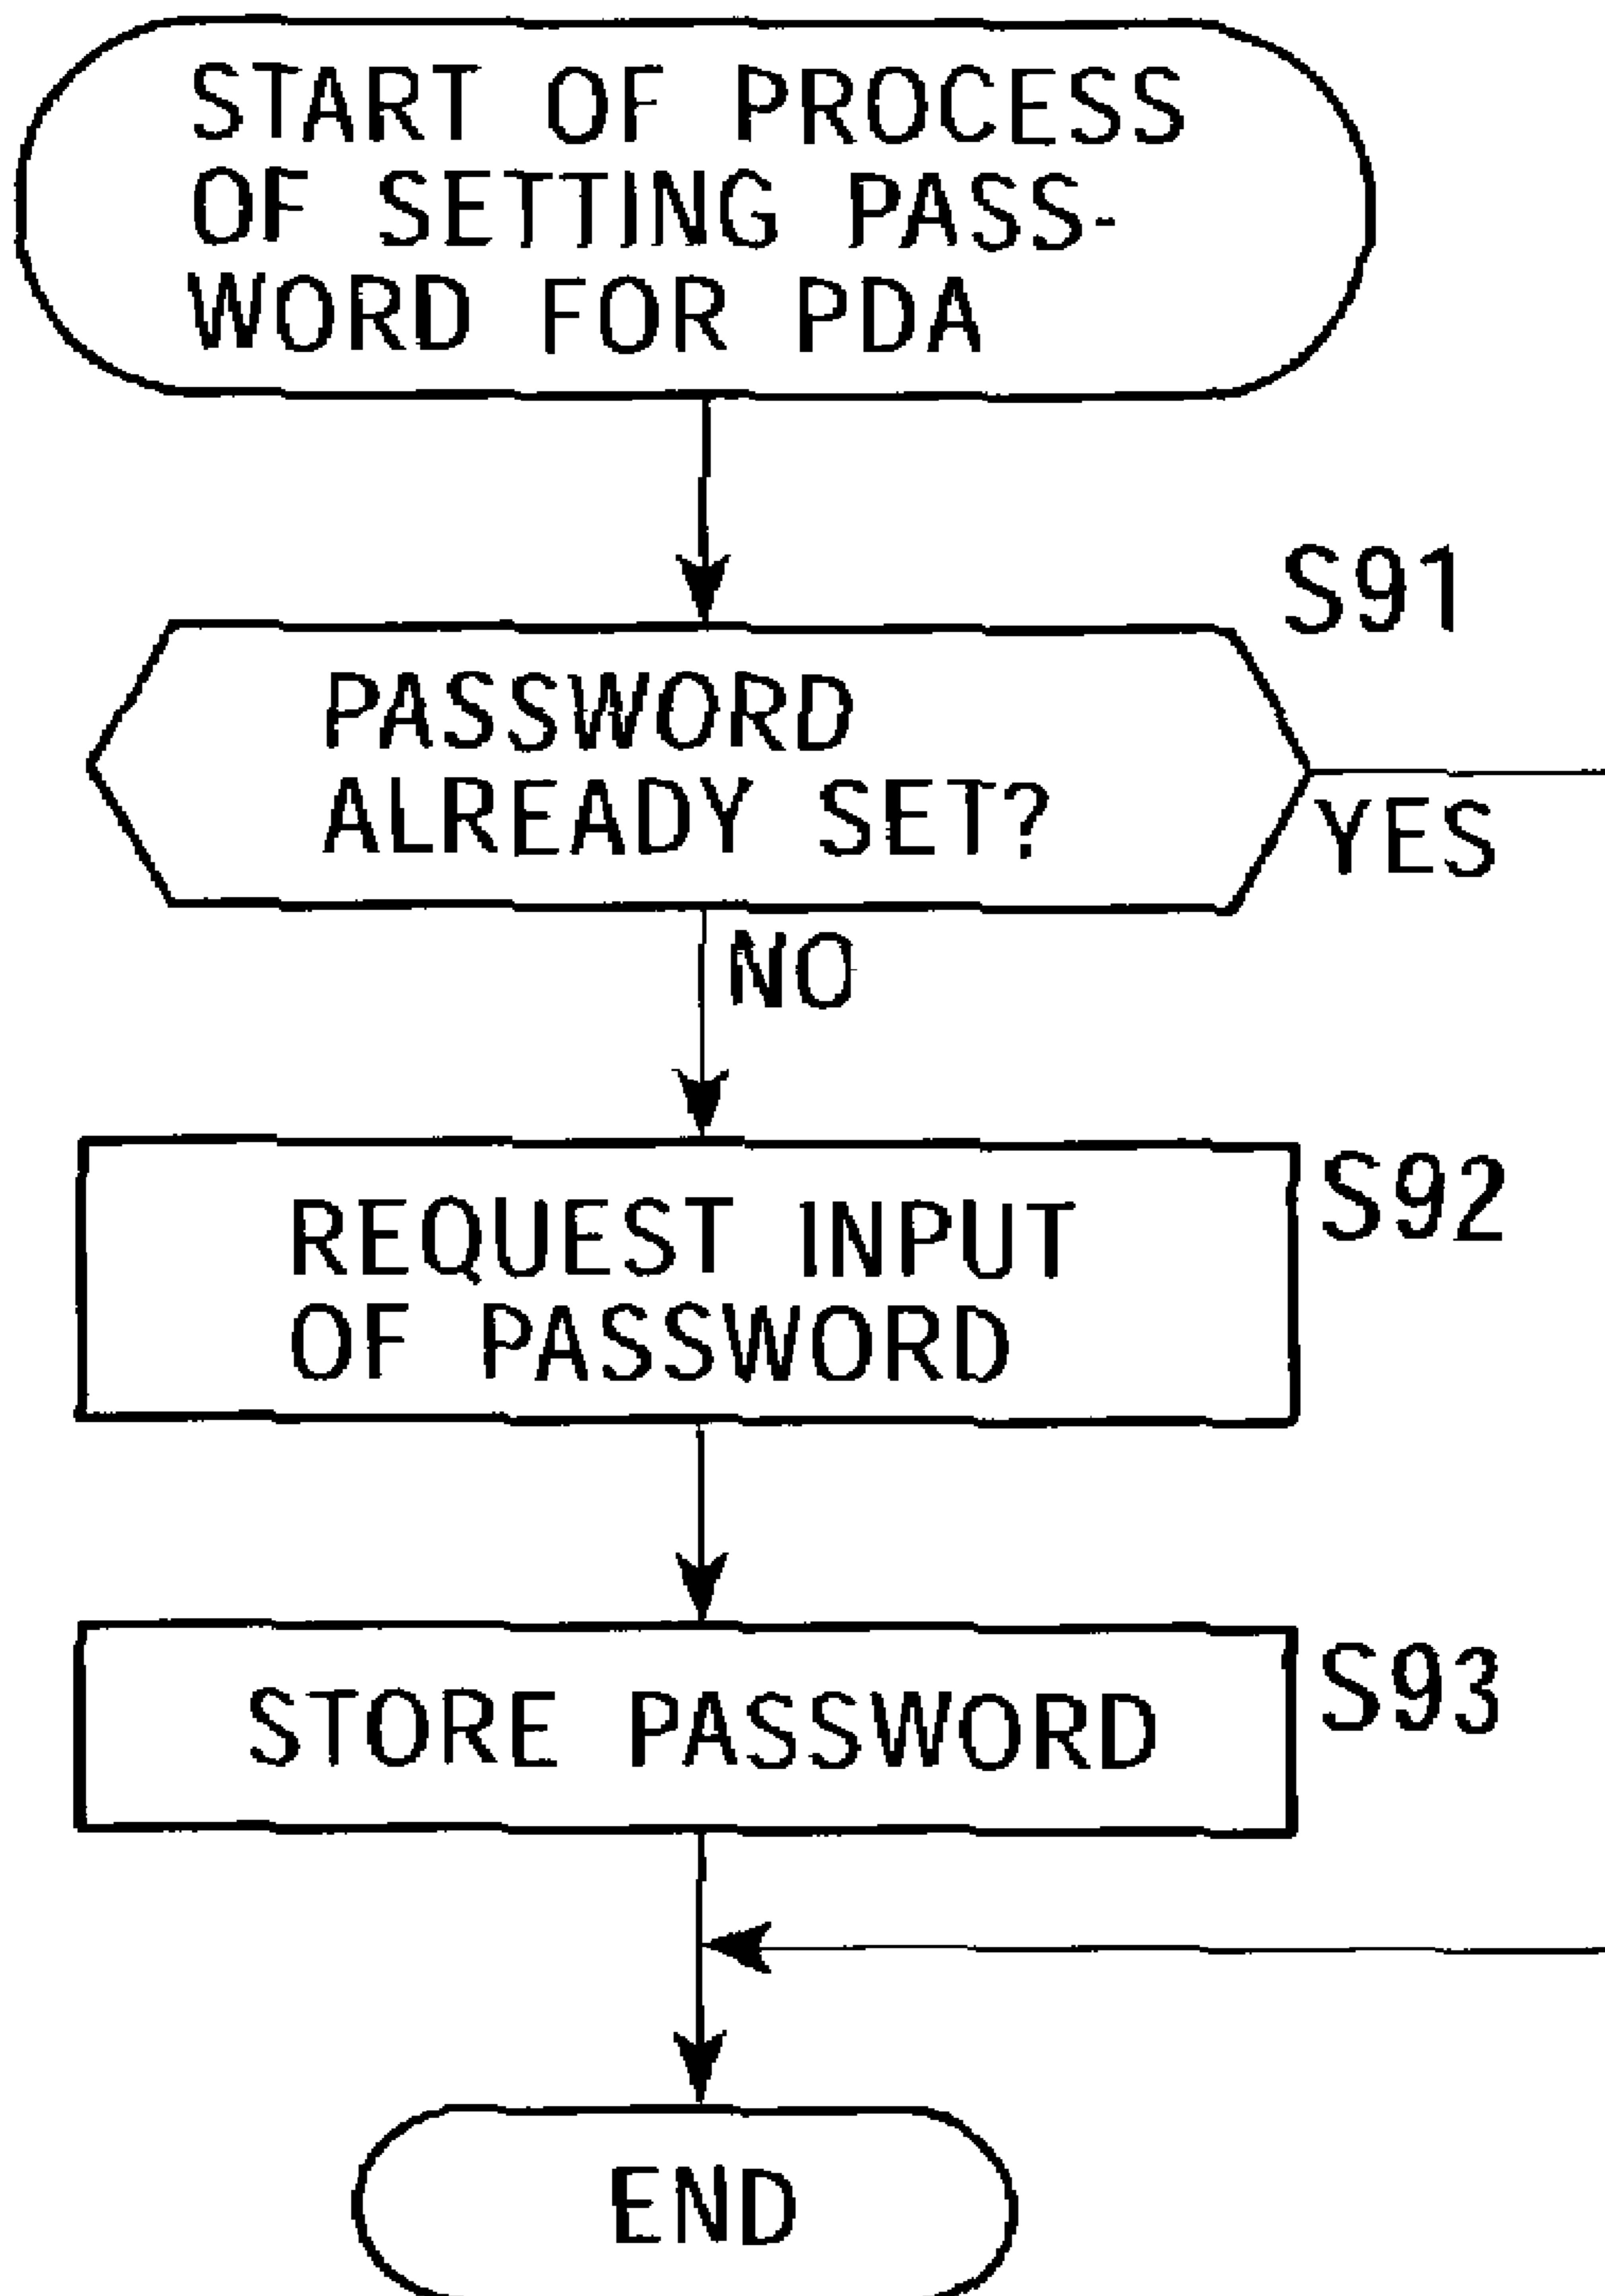 START OF PROCESS
OF SETTING PASS-
WORD FOR PDA
S91
PASSWORD
ALREADY SET?
YES
NO
S92
REQUEST INPUT
OF PASSWORD
S93
STORE PASSWORD
END